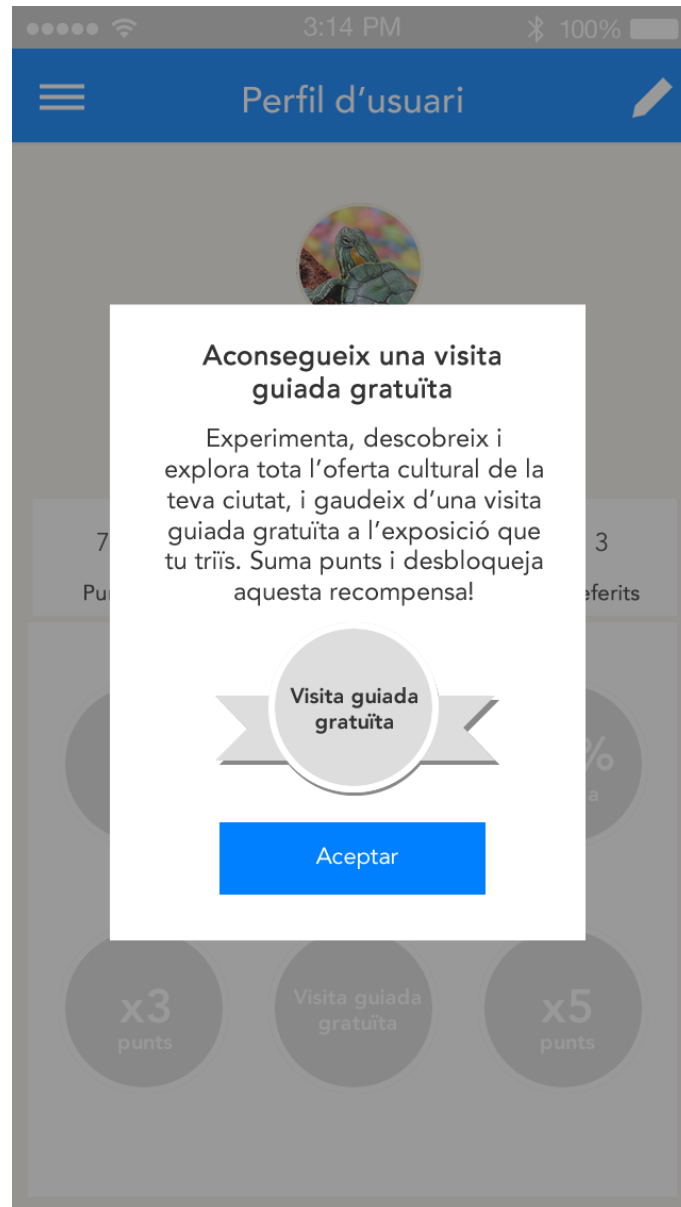 3:14 PM
100%
Perfil d’usuari
Aconsegueix una visita
guiada gratuïta
Experimenta, descobreix i
explora tota l’oferta cultural de la
teva ciutat, i gaudeix d’una visita
guiada gratuïta a l’exposició que
tu triïs. Suma punts i desbloqueja
aquesta recompensa!
7
3
Visita guiada
gratuïta
%
a
Aceptar
x3
punts
Visita guiada
gratuïta
x5
punts